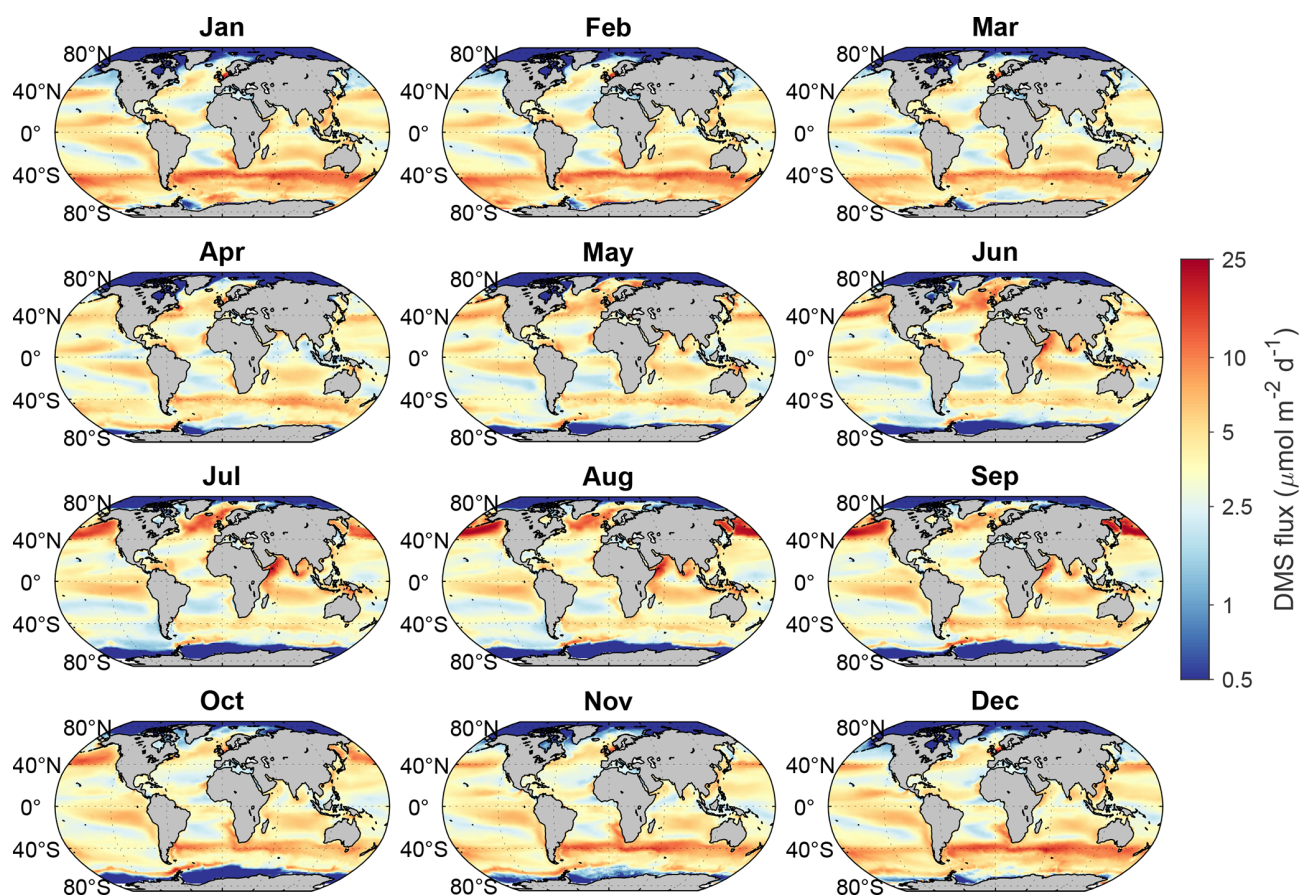 Jan Feb Mar
80°N 80°N 80°N
40°N 40°N 40°N
0° 0° 0°
40°S 40°S 40°S
80°S 80°S 80°S
Apr May Jun
80°N 80°N 80°N
40°N 40°N 40°N
0° 0° 0°
40°S 40°S 40°S
80°S 80°S 80°S
Jul Aug Sep
80°N 80°N 80°N
40°N 40°N 40°N
0° 0° 0°
40°S 40°S 40°S
80°S 80°S 80°S
Oct Nov Dec
80°N 80°N 80°N
40°N 40°N 40°N
0° 0° 0°
40°S 40°S 40°S
80°S 80°S 80°S
25
10
5
2.5
1
0.5
DMS flux (μmol m⁻² d⁻¹)